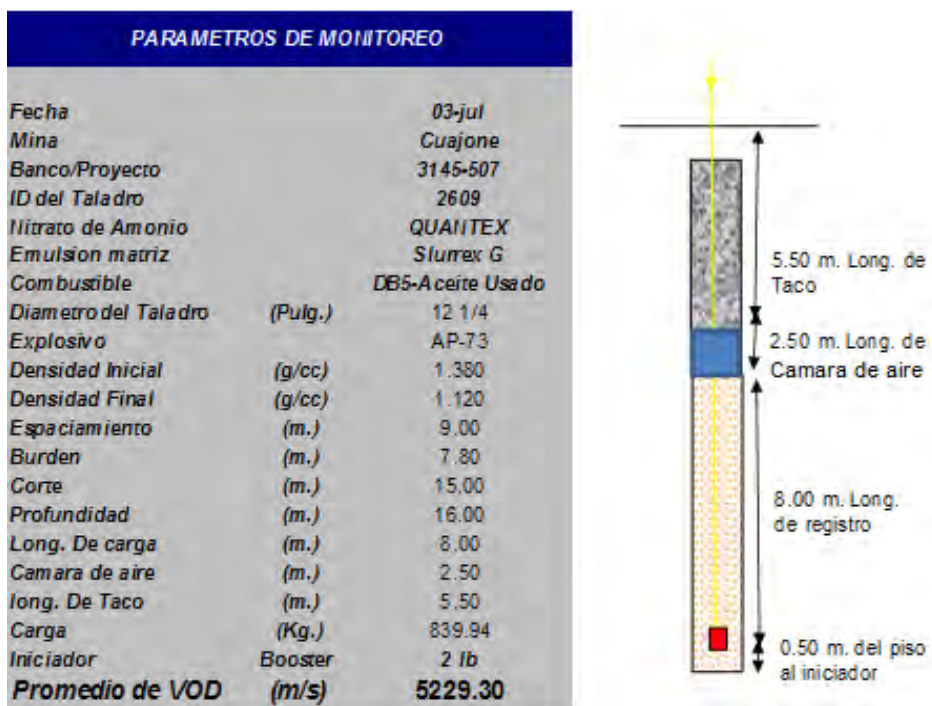 PARAMETROS DE MONITOREO
Fecha 03-jul
Mina Cuajone
Banco/Proyecto 3145-507
ID del Taladro 2609
Nitrato de Amonio QUANTEX
Emulsion matriz Slurrex G
Combustible DB5-Aceite Usado
Diametro del Taladro (Pulg.) 12 1/4
Explosivo AP-73
Densidad Inicial (g/cc) 1.380
Densidad Final (g/cc) 1.120
Espaciamiento (m.) 9.00
Burden (m.) 7.80
Corte (m.) 15.00
Profundidad (m.) 16.00
Long. De carga (m.) 8.00
Camara de aire (m.) 2.50
long. De Taco (m.) 5.50
Carga (Kg.) 839.94
Iniciador Booster 2 lb
Promedio de VOD (m/s) 5229.30
5.50 m. Long. de
Taco
2.50 m. Long. de
Camara de aire
8.00 m. Long.
de registro
0.50 m. del piso
al iniciador